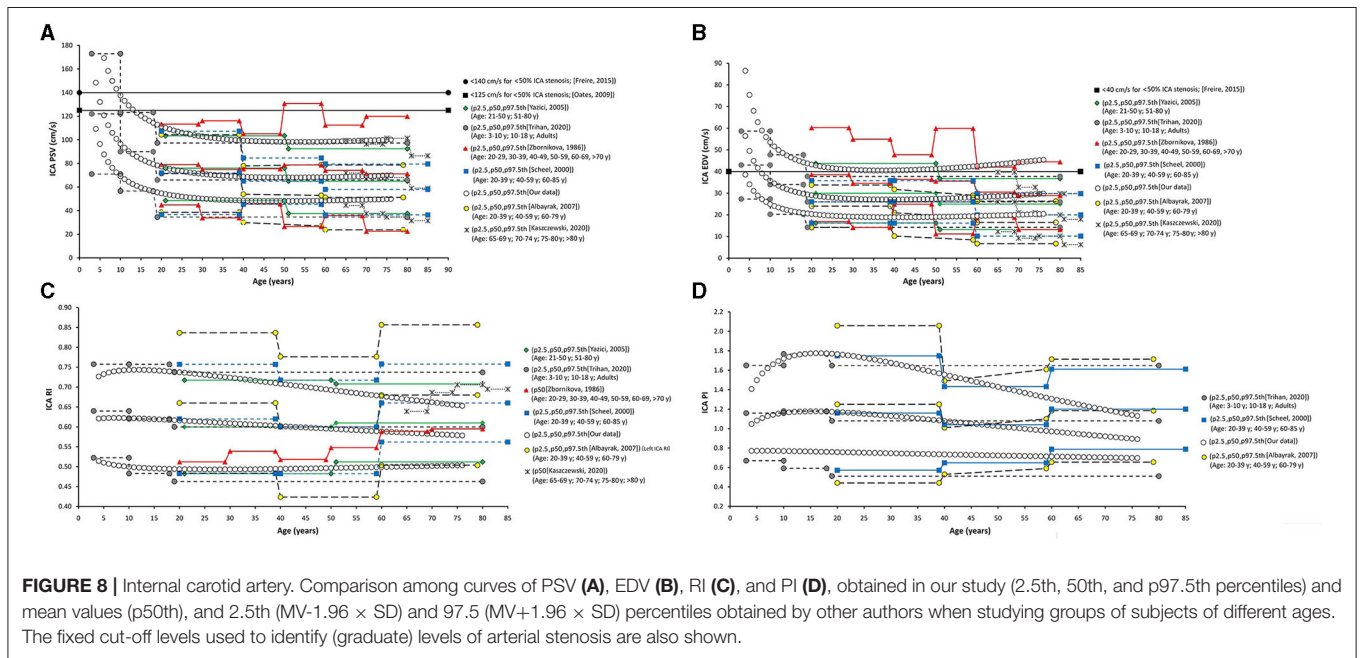 A
ICA PSV (cm/s)
180
160
140
120
100
80
60
40
20
0
0 10 20 30 40 50 60 70 80 90
Age (years)
<140 cm/s for <50% ICA stenosis; [Freire, 2015])
<125 cm/s for <50% ICA stenosis; [Oates, 2009])
(p2.5,p50,p97.5th [Yazici, 2005])
(Age: 21-50 y; 51-80 y)
(p2.5,p50,p97.5th[Trihan, 2020])
(Age: 3-10 y; 10-18 y; Adults)
(p2.5,p50,p97.5th[Zbornikova, 1986])
(Age: 20-29, 30-39, 40-49, 50-59, 60-69, >70 y)
(p2.5,p50,p97.5th [Scheel, 2000])
(Age: 20-39 y; 40-59 y; 60-85 y)
(p2.5,p50,p97.5th[Our data])
(p2.5,p50,p97.5th [Albayrak, 2007])
(Age: 20-39 y; 40-59 y; 60-79 y)
(p2.5,p50,p97.5th [Kaszczewski, 2020])
(Age: 65-69 y; 70-74 y; 75-80y; >80 y)
B
ICA EDV (cm/s)
90
80
70
60
50
40
30
20
10
0
0 5 10 15 20 25 30 35 40 45 50 55 60 65 70 75 80 85
Age (years)
<40 cm/s for <50% ICA stenosis; [Freire, 2015])
(p2.5,p50,p97.5th [Yazici, 2005])
(Age: 21-50 y; 51-80 y)
(p2.5,p50,p97.5th[Trihan, 2020])
(Age: 3-10 y; 10-18 y; Adults)
(p2.5,p50,p97.5th[Zbornikova, 1986])
(Age: 20-29, 30-39, 40-49, 50-59, 60-69, >70 y)
(p2.5,p50,p97.5th [Scheel, 2000])
(Age: 20-39 y; 40-59 y; 60-85 y)
(p2.5,p50,p97.5th[Our data])
(p2.5,p50,p97.5th [Albayrak, 2007])
(Age: 20-39 y; 40-59 y; 60-79 y)
(p2.5,p50,p97.5th [Kaszczewski, 2020])
(Age: 65-69 y; 70-74 y; 75-80y; >80 y)
C
ICA RI
0.90
0.85
0.80
0.75
0.70
0.65
0.60
0.55
0.50
0.45
0.40
0 5 10 15 20 25 30 35 40 45 50 55 60 65 70 75 80 85
Age (years)
(p2.5,p50,p97.5th [Yazici, 2005])
(Age: 21-50 y; 51-80 y)
(p2.5,p50,p97.5th[Trihan, 2020])
(Age: 3-10 y; 10-18 y; Adults)
(p50[Zbornikova, 1986])
(Age: 20-29, 30-39, 40-49, 50-59, 60-69, >70 y)
(p2.5,p50,p97.5th [Scheel, 2000])
(Age: 20-39 y; 40-59 y; 60-85 y)
(p2.5,p50,p97.5th[Our data])
(p2.5,p50,p97.5th [Albayrak, 2007]) (Left ICA RI)
(Age: 20-39 y; 40-59 y; 60-79 y)
(p50[Kaszczewski, 2020])
(Age: 65-69 y; 70-74 y; 75-80y; >80 y)
D
ICA PI
2.2
2.0
1.8
1.6
1.4
1.2
1.0
0.8
0.6
0.4
0.2
0 5 10 15 20 25 30 35 40 45 50 55 60 65 70 75 80 85
Age (years)
(p2.5,p50,p97.5th[Trihan, 2020])
(Age: 3-10 y; 10-18 y; Adults)
(p2.5,p50,p97.5th [Scheel, 2000])
(Age: 20-39 y; 40-59 y; 60-85 y)
(p2.5,p50,p97.5th[Our data])
(p2.5,p50,p97.5th [Albayrak, 2007])
(Age: 20-39 y; 40-59 y; 60-79 y)
FIGURE 8 | Internal carotid artery. Comparison among curves of PSV (A), EDV (B), RI (C), and PI (D), obtained in our study (2.5th, 50th, and p97.5th percentiles) and
mean values (p50th), and 2.5th (MV-1.96 × SD) and 97.5 (MV+1.96 × SD) percentiles obtained by other authors when studying groups of subjects of different ages.
The fixed cut-off levels used to identify (graduate) levels of arterial stenosis are also shown.